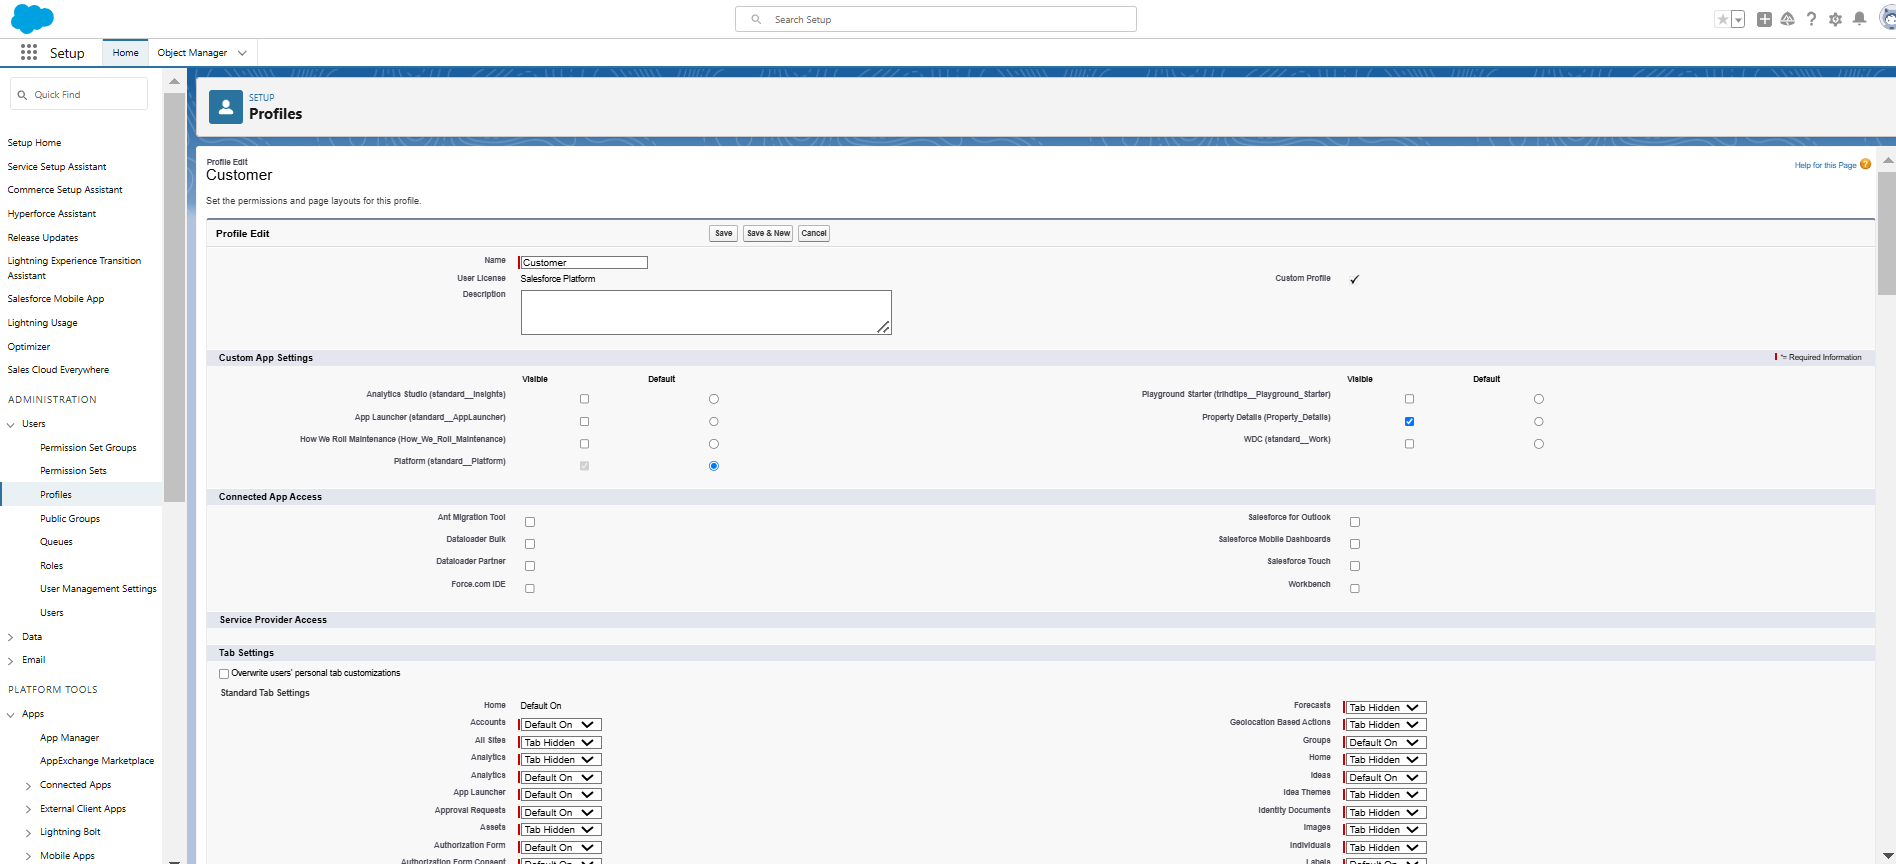 Search Setup
Setup
Home
Object Manager
Quick Find
Setup Home
Service Setup Assistant
Commerce Setup Assistant
Hyperforce Assistant
Release Updates
Lightning Experience Transition
Assistant
Salesforce Mobile App
Lightning Usage
Optimizer
Sales Cloud Everywhere
ADMINISTRATION
Users
Permission Set Groups
Permission Sets
Profiles
Public Groups
Queues
Roles
User Management Settings
Users
Data
Email
PLATFORM TOOLS
Apps
App Manager
AppExchange Marketplace
Connected Apps
External Client Apps
Lightning Bolt
Mobile Apps
SETUP
Profiles
Profile Edit
Customer
Help for this Page ?
Set the permissions and page layouts for this profile.
Profile Edit
Save
Save & New
Cancel
Name Customer
User License Salesforce Platform
Custom Profile
Description
Custom App Settings
*= Required Information
Visible Default
Analytics Studio (standard__Insights)
App Launcher (standard__AppLauncher)
How We Roll Maintenance (How_We_Roll_Maintenance)
Platform (standard__Platform)
Visible Default
Playground Starter (trlhdtips__Playground_Starter)
Property Details (Property_Details)
WDC (standard__Work)
Connected App Access
Ant Migration Tool
Dataloader Bulk
Dataloader Partner
Force.com IDE
Salesforce for Outlook
Salesforce Mobile Dashboards
Salesforce Touch
Workbench
Service Provider Access
Tab Settings
Overwrite users' personal tab customizations
Standard Tab Settings
Home Default On
Accounts Default On
All Sites Tab Hidden
Analytics Tab Hidden
Analytics Default On
App Launcher Default On
Approval Requests Default On
Assets Tab Hidden
Authorization Form Default On
Authorization Form Consent Default On
Forecasts Tab Hidden
Geolocation Based Actions Tab Hidden
Groups Default On
Home Tab Hidden
Ideas Default On
Idea Themes Tab Hidden
Identity Documents Tab Hidden
Images Tab Hidden
Individuals Tab Hidden
Labels Default On